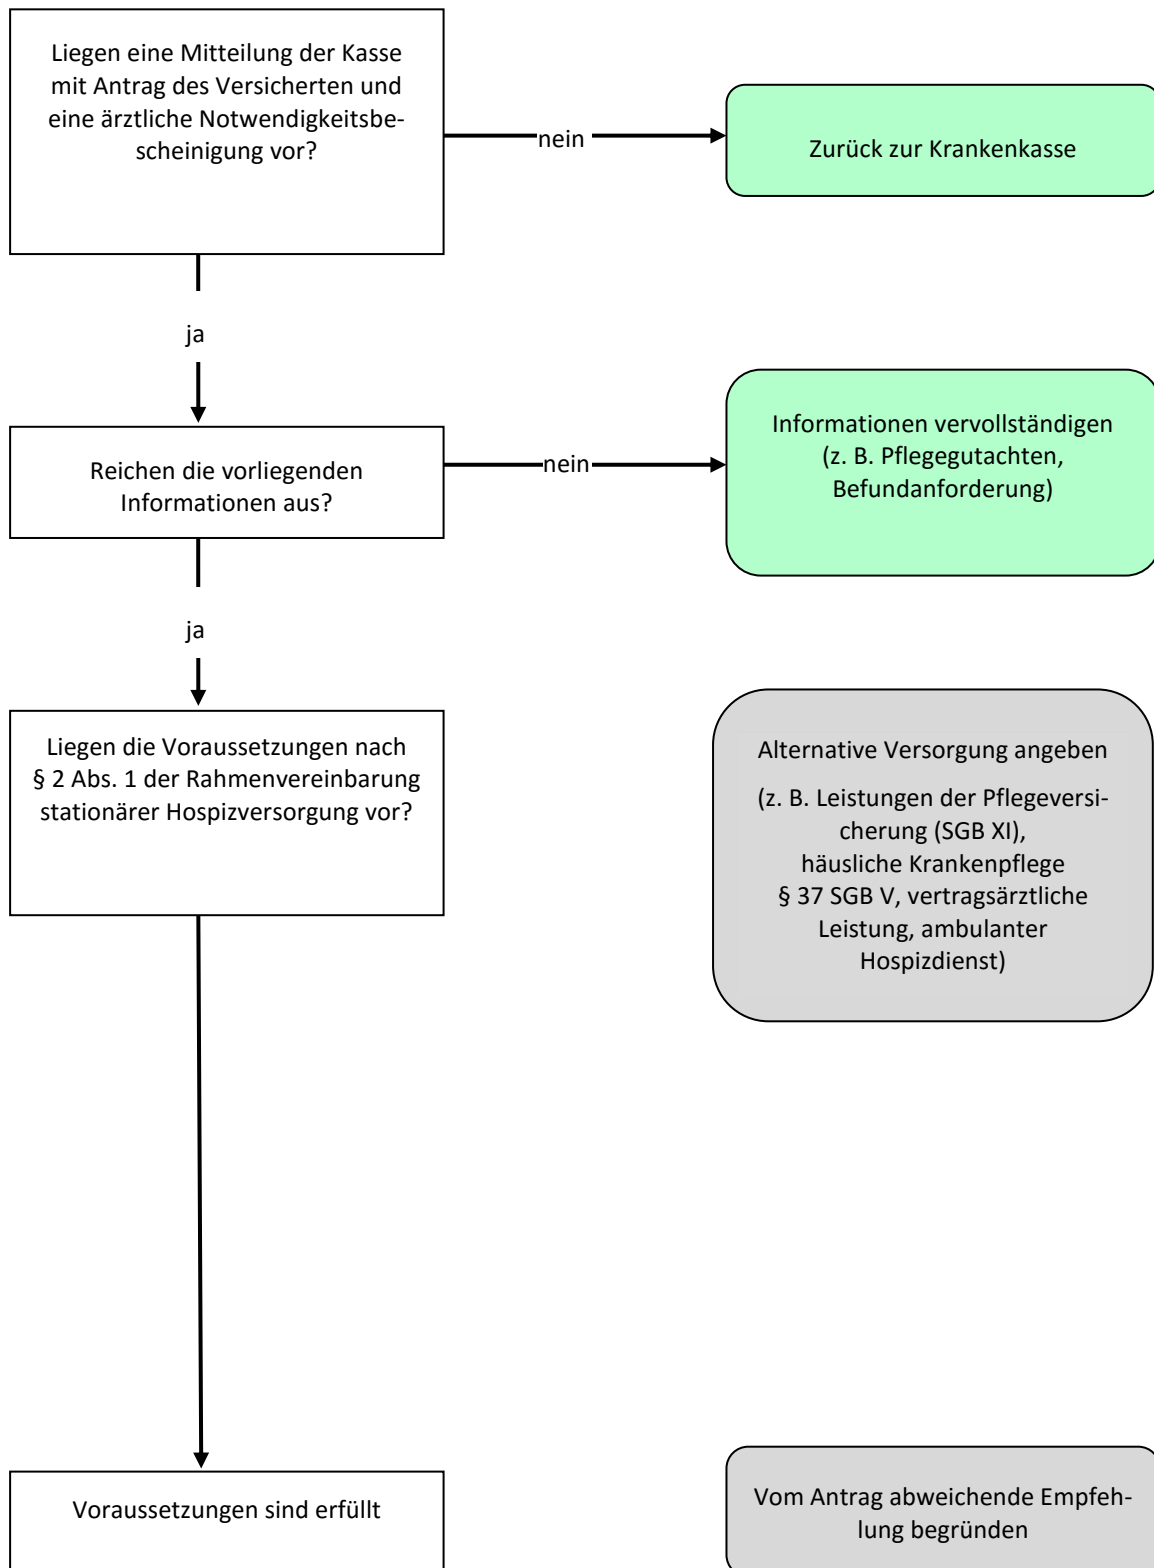 Liegen eine Mitteilung der Kasse
mit Antrag des Versicherten und
eine ärztliche Notwendigkeitsbe-
scheinigung vor?
nein
Zurück zur Krankenkasse
ja
Reichen die vorliegenden
Informationen aus?
nein
Informationen vervollständigen
(z. B. Pflegegutachten,
Befundanforderung)
ja
Liegen die Voraussetzungen nach
§ 2 Abs. 1 der Rahmenvereinbarung
stationärer Hospizversorgung vor?
Alternative Versorgung angeben
(z. B. Leistungen der Pflegeversi-
cherung (SGB XI),
häusliche Krankenpflege
§ 37 SGB V, vertragsärztliche
Leistung, ambulanter
Hospizdienst)
Voraussetzungen sind erfüllt
Vom Antrag abweichende Empfeh-
lung begründen